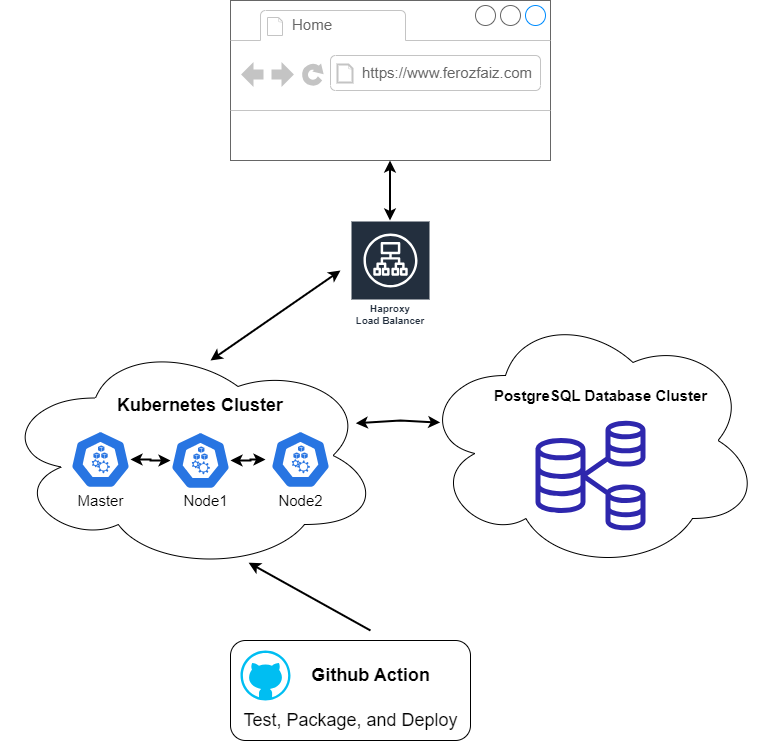 Home
https://www.ferozfaiz.com
Haproxy
Load Balancer
Kubernetes Cluster
Master
Node1
Node2
PostgreSQL Database Cluster
Github Action
Test, Package, and Deploy